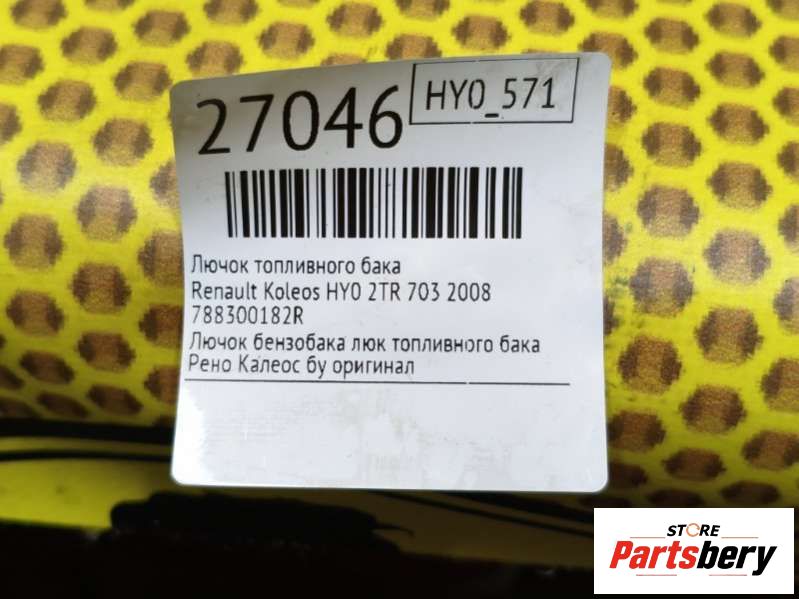 27046
HY0_571
Лючок топливного бака
Renault Koleos HY0 2TR 703 2008
788300182R
Лючок бензобака люк топливного бака
Рено Калеос бу оригинал
STORE
Partsbery